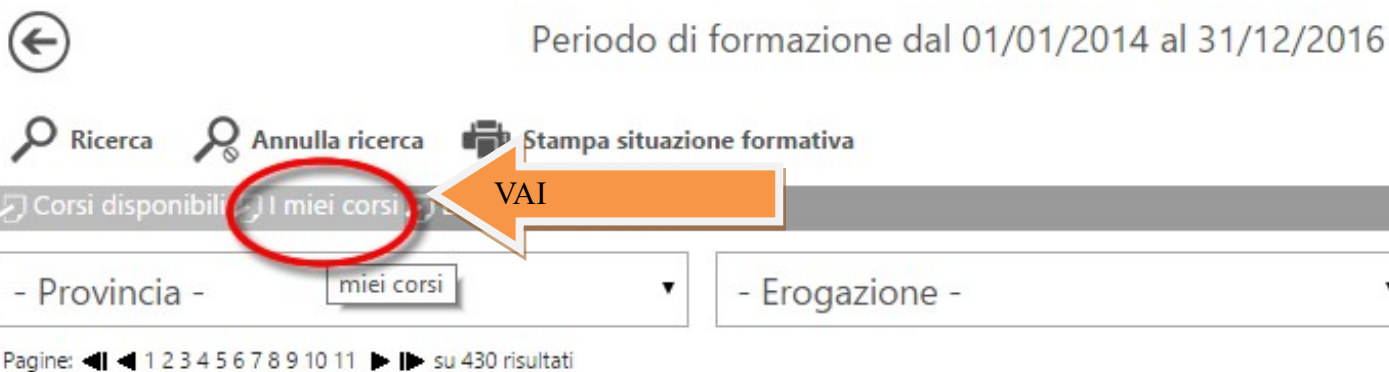 Periodo di formazione dal 01/01/2014 al 31/12/2016
Ricerca Annulla ricerca Stampa situazione formativa
Corsi disponibili I miei corsi VAI
- Provincia - miei corsi - Erogazione -
Pagine: 1 2 3 4 5 6 7 8 9 10 11 su 430 risultati